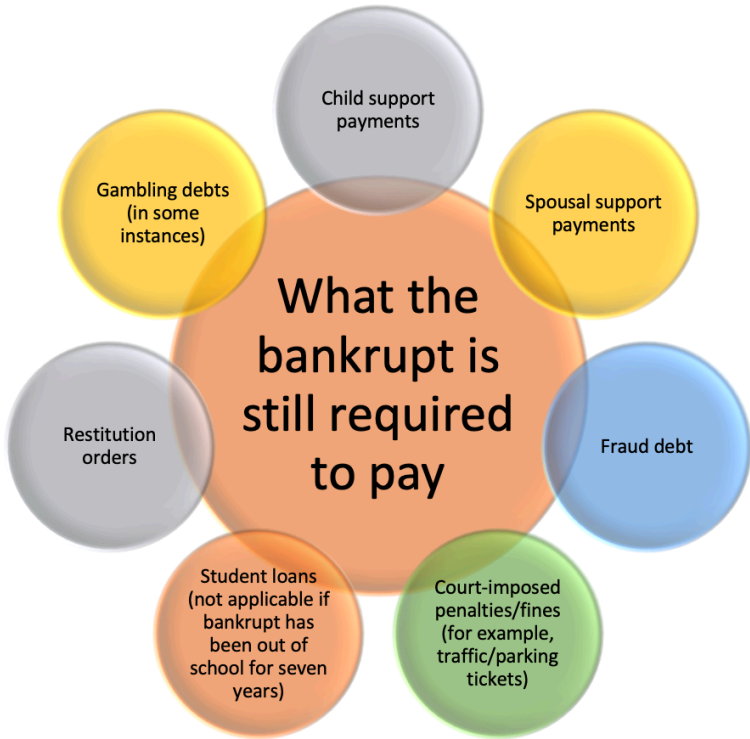 Child support
payments
Spousal support
payments
Fraud debt
Court-imposed
penalties/fines
(for example,
traffic/parking
tickets)
Student loans
(not applicable if
bankrupt has
been out of
school for seven
years)
Restitution
orders
Gambling debts
(in some
instances)
What the
bankrupt is
still required
to pay